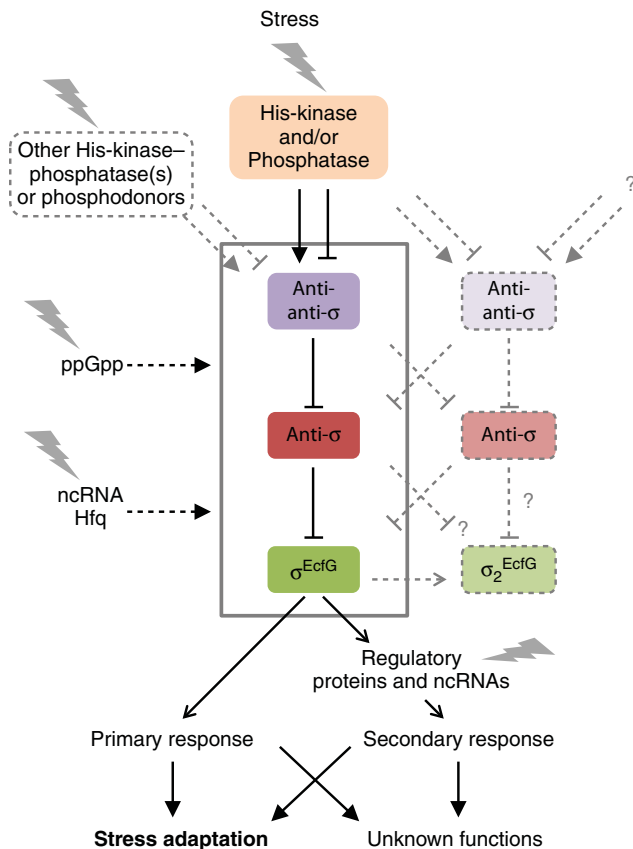 Stress
His-kinase
and/or
Phosphatase
Other His-kinase–
phosphatase(s)
or phosphodonors
?
Anti-
anti-σ
Anti-
anti-σ
ppGpp
Anti-σ
Anti-σ
ncRNA
Hfq
?
?
σEcfG
σ2EcfG
Regulatory
proteins and ncRNAs
Primary response
Secondary response
Stress adaptation
Unknown functions